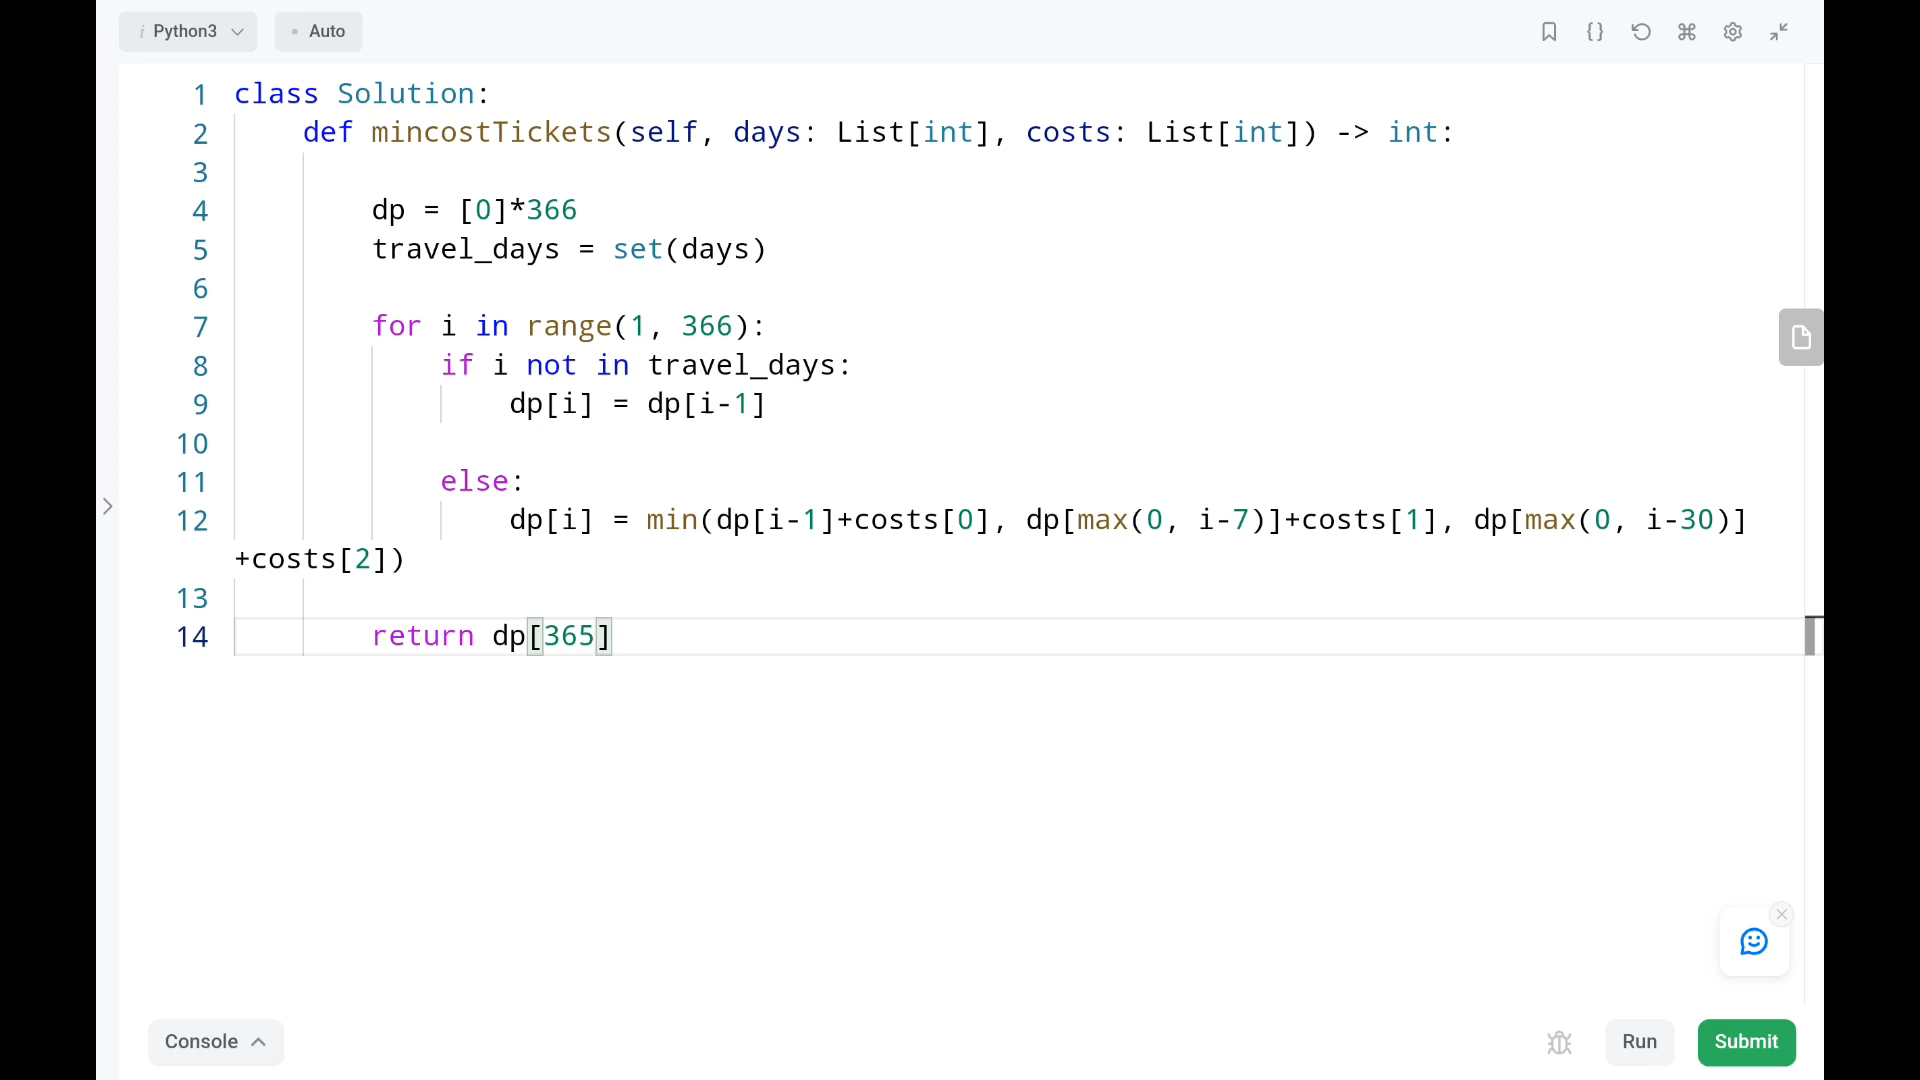 i Python3
Auto
1 class Solution:
2 def mincostTickets(self, days: List[int], costs: List[int]) -> int:
3
4 dp = [0]*366
5 travel_days = set(days)
6
7 for i in range(1, 366):
8 if i not in travel_days:
9 dp[i] = dp[i-1]
10
11 else:
12 dp[i] = min(dp[i-1]+costs[0], dp[max(0, i-7)]+costs[1], dp[max(0, i-30)]
+costs[2])
13
14 return dp[365]
Console
Run
Submit